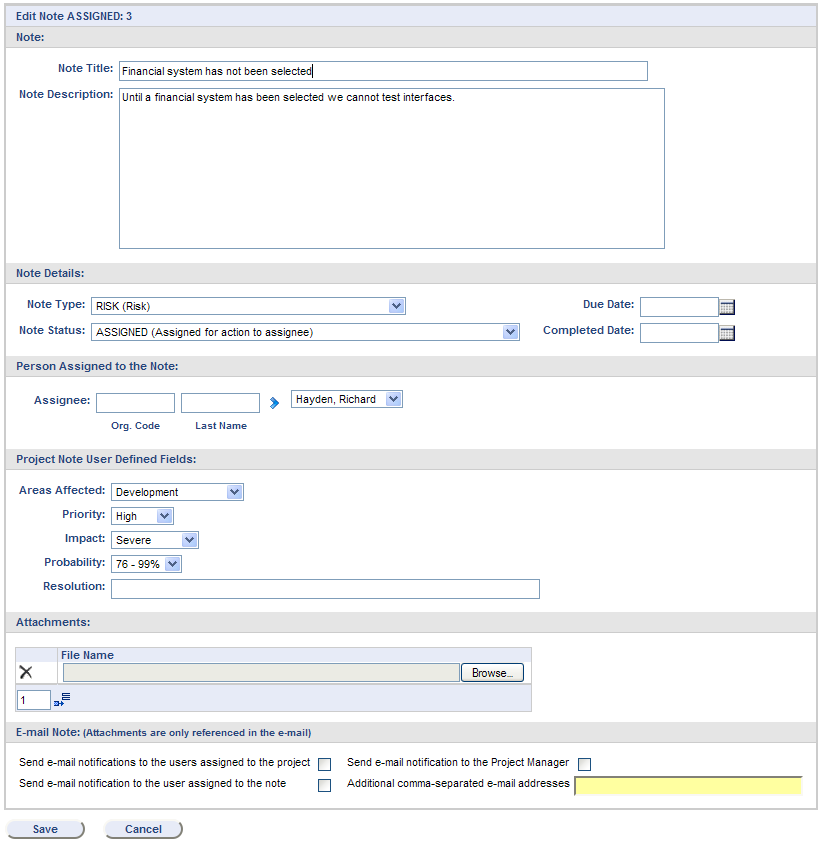 Edit Note ASSIGNED: 3
Note:
Note Title: Financial system has not been selected
Note Description: Until a financial system has been selected we cannot test interfaces.
Note Details:
Note Type: RISK (Risk) Due Date:
Note Status: ASSIGNED (Assigned for action to assignee) Completed Date:
Person Assigned to the Note:
Assignee: Hayden, Richard
Org. Code Last Name
Project Note User Defined Fields:
Areas Affected: Development
Priority: High
Impact: Severe
Probability: 76 - 99%
Resolution:
Attachments:
File Name
Browse...
1
E-mail Note: (Attachments are only referenced in the e-mail)
Send e-mail notifications to the users assigned to the project Send e-mail notification to the Project Manager
Send e-mail notification to the user assigned to the note Additional comma-separated e-mail addresses
Save Cancel